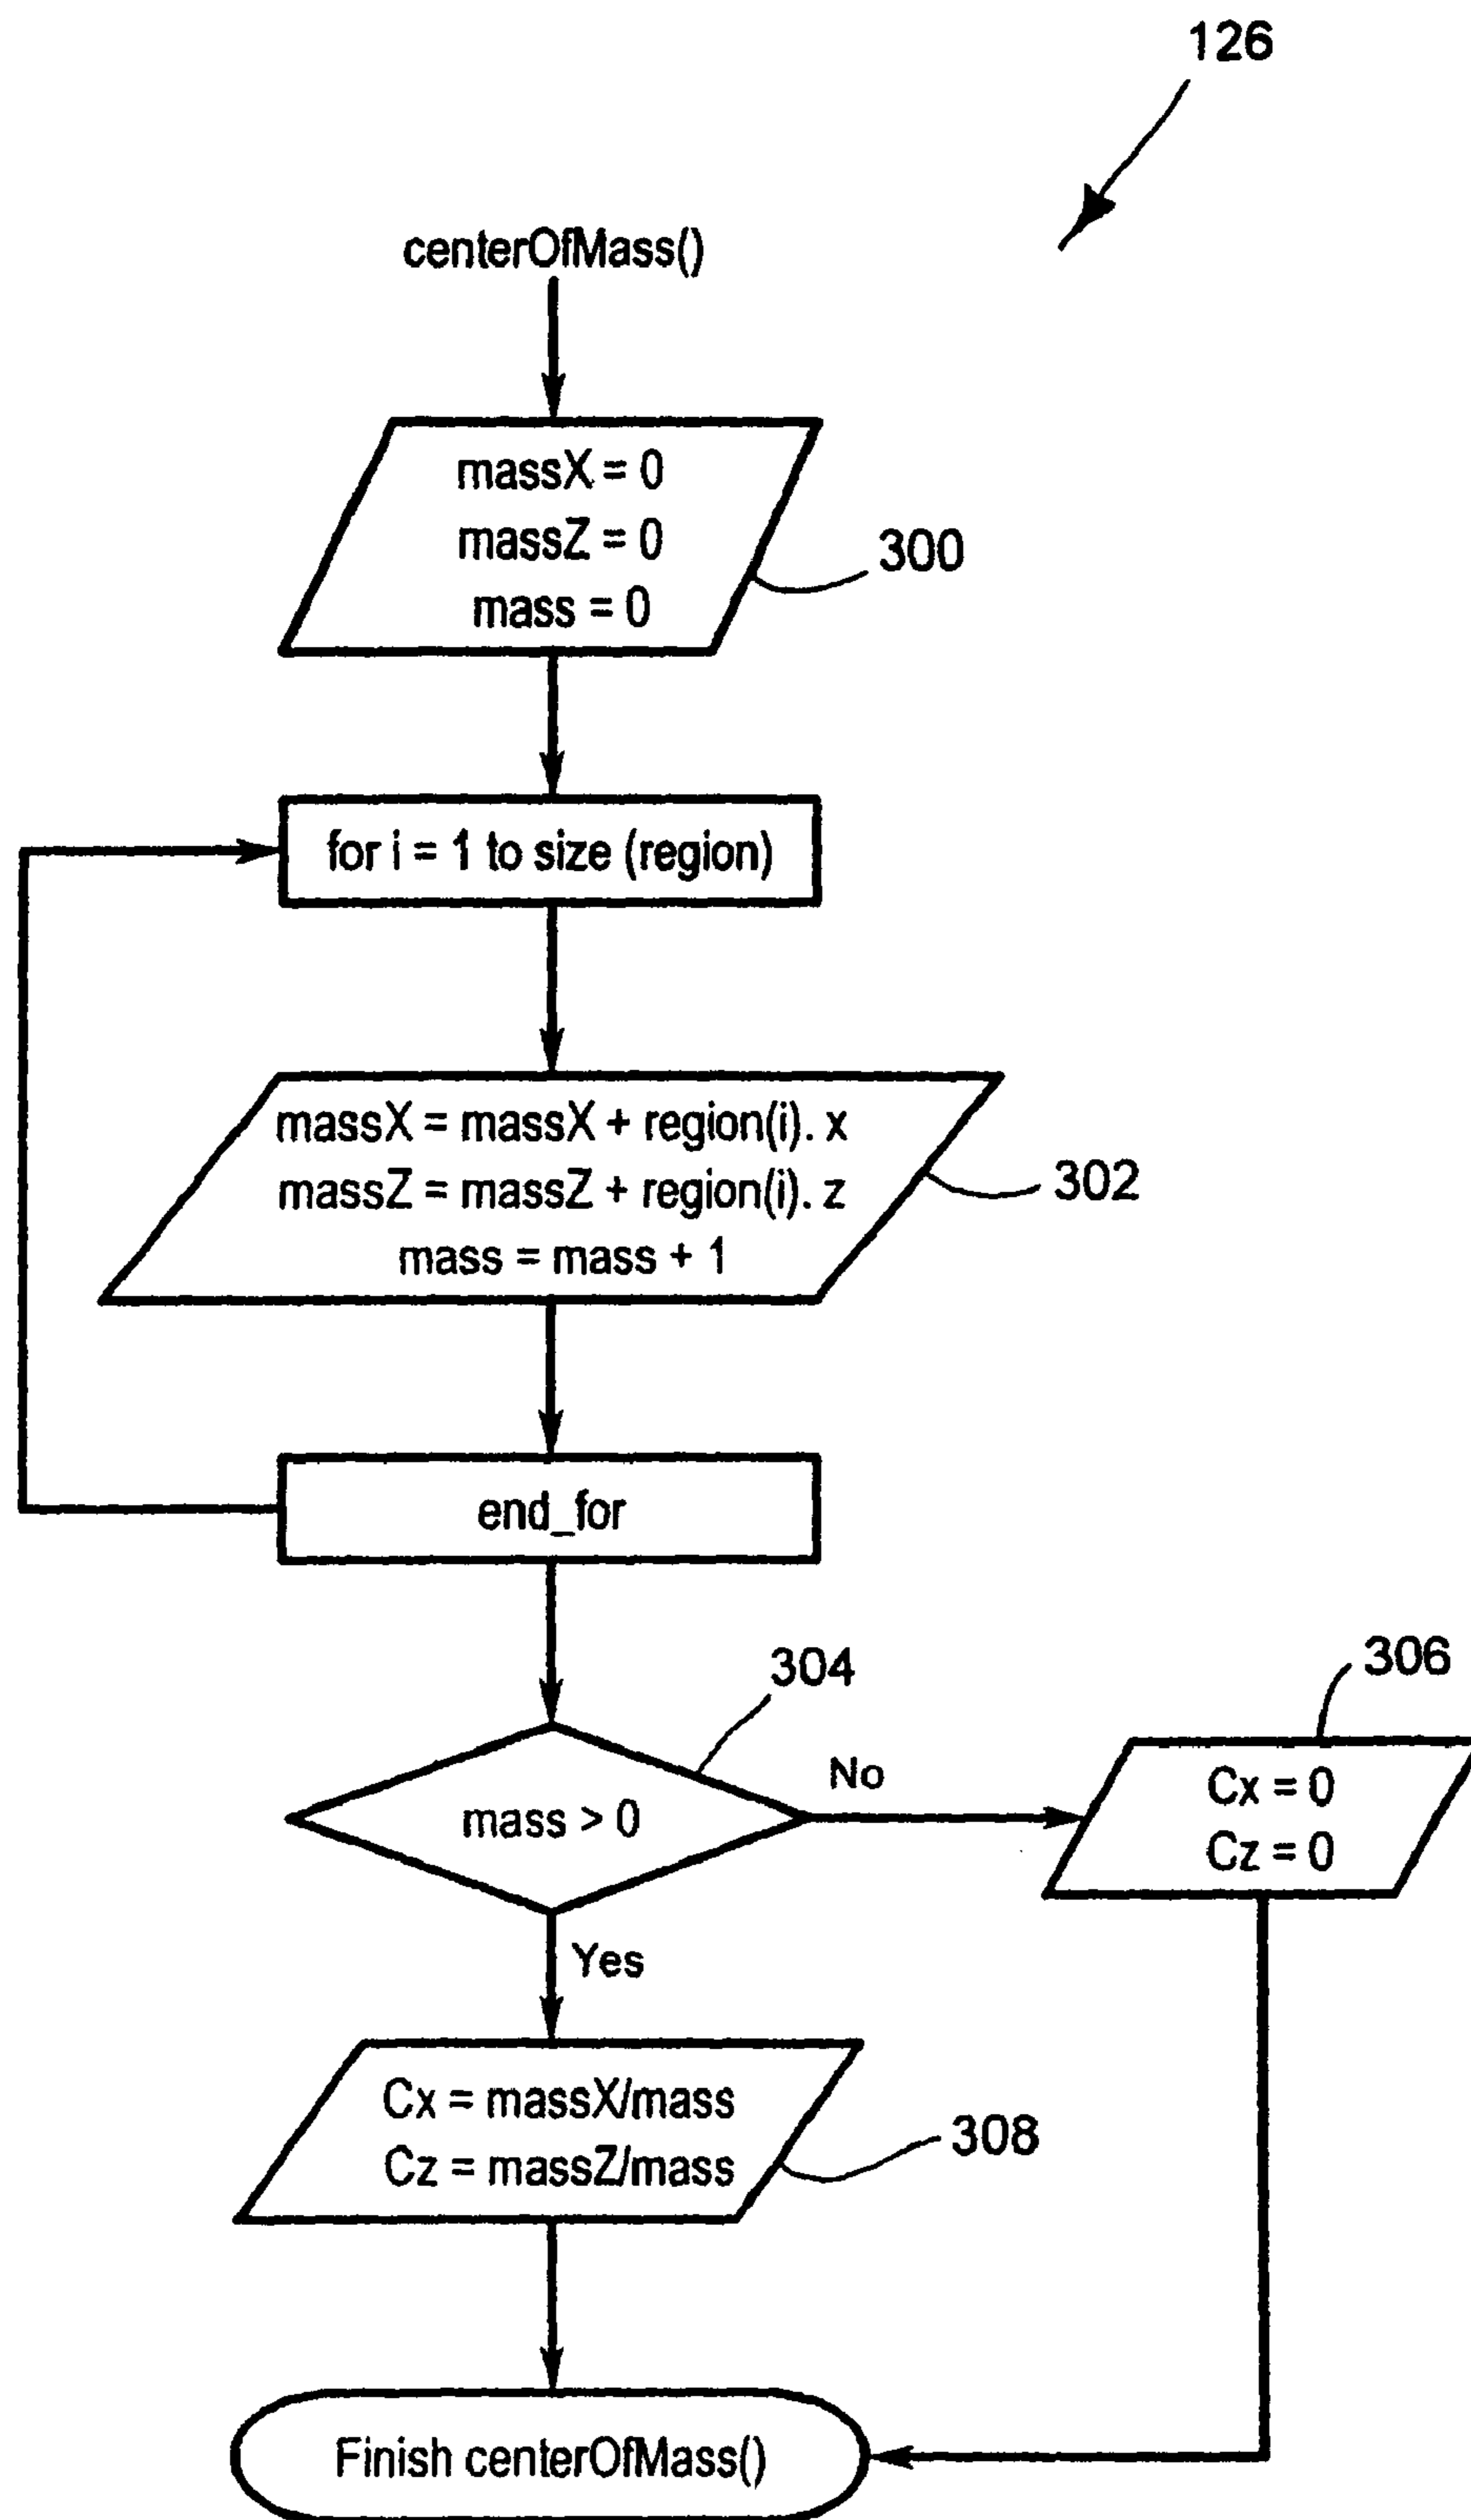 126
centerOfMass()
massX = 0
massZ = 0
mass = 0
300
for i = 1 to size (region)
massX = massX + region(i). x
massZ = massZ + region(i). z
mass = mass + 1
302
end_for
304
306
mass > 0
No
Cx = 0
Cz = 0
Yes
Cx = massX/mass
Cz = massZ/mass
308
Finish centerOfMass()